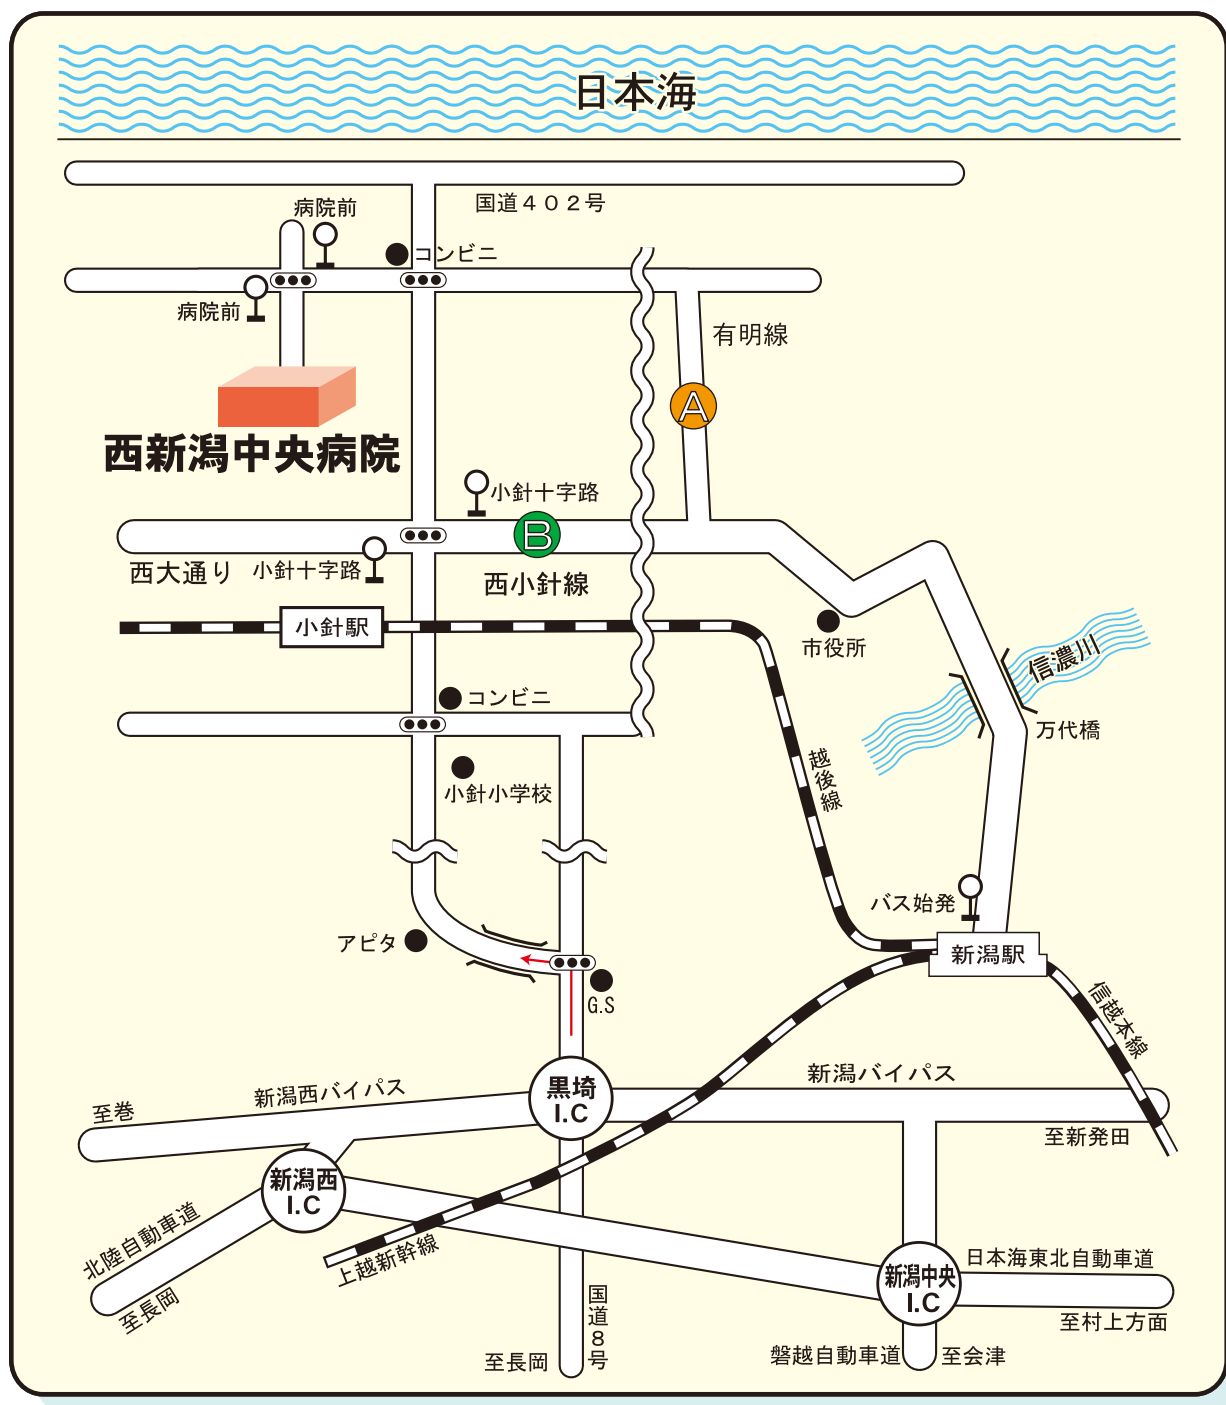 日本海
国道４０２号
病院前
コンビニ
病院前
有明線
A
西新潟中央病院
小針十字路
B
西大通り
小針十字路
西小針線
小針駅
市役所
信濃川
コンビニ
万代橋
越後線
小針小学校
バス始発
アピタ
新潟駅
G.S
信越本線
黒埼
I.C
新潟バイパス
新潟西バイパス
至巻
至新発田
新潟西
I.C
北陸自動車道
至長岡
上越新幹線
日本海東北自動車道
新潟中央
I.C
国道８号
至村上方面
至長岡
磐越自動車道
至会津